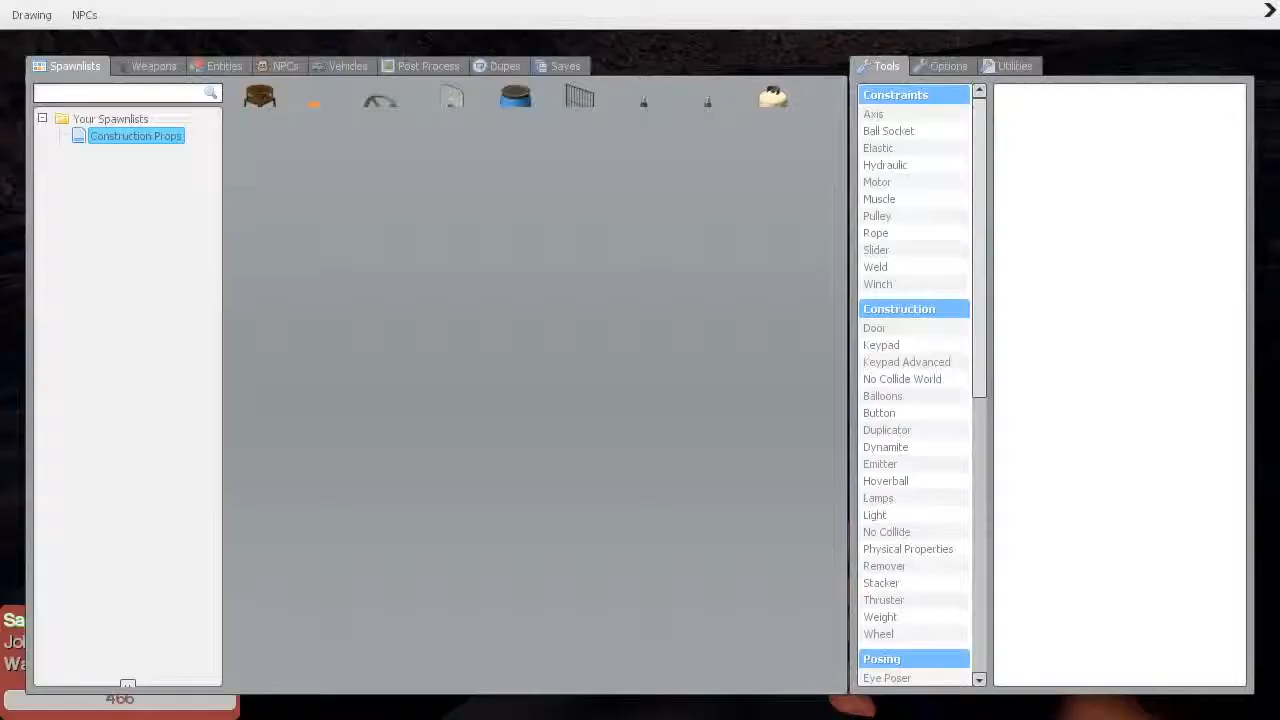 Drawing NPCs
Spawnlists Weapons Entities NPCs Vehicles Post Process Dupes Saves
Tools Options Utilities
Your Spawnlists
Construction Props
Constraints
Axis
Ball Socket
Elastic
Hydraulic
Motor
Muscle
Pulley
Rope
Slider
Weld
Winch
Construction
Door
Keypad
Keypad Advanced
No Collide World
Balloons
Button
Duplicator
Dynamite
Emitter
Hoverball
Lamps
Light
No Collide
Physical Properties
Remover
Stacker
Thruster
Weight
Wheel
Posing
Eye Poser
466